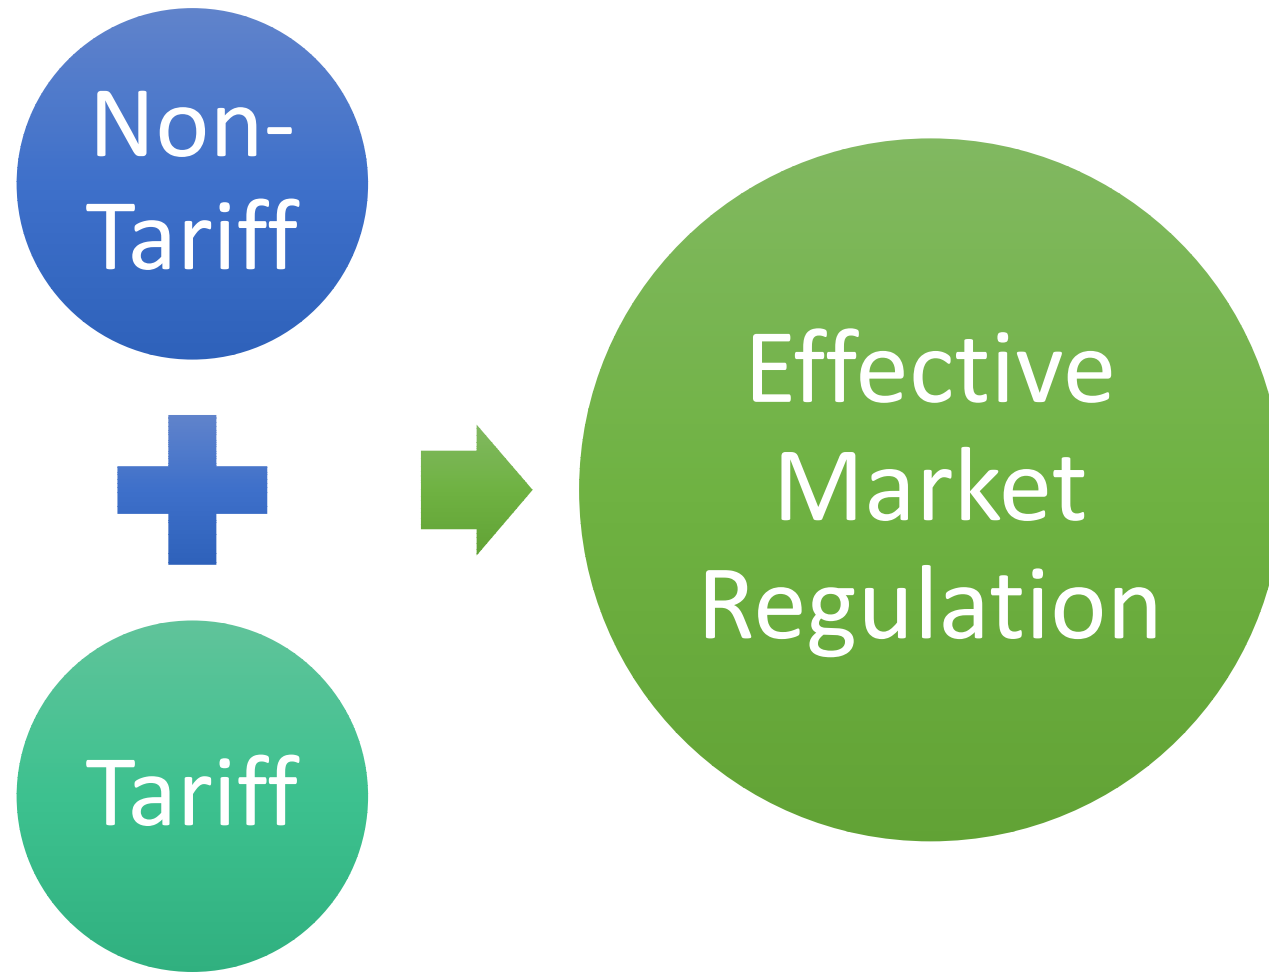 Non-
Tariff
Tariff
Effective
Market
Regulation